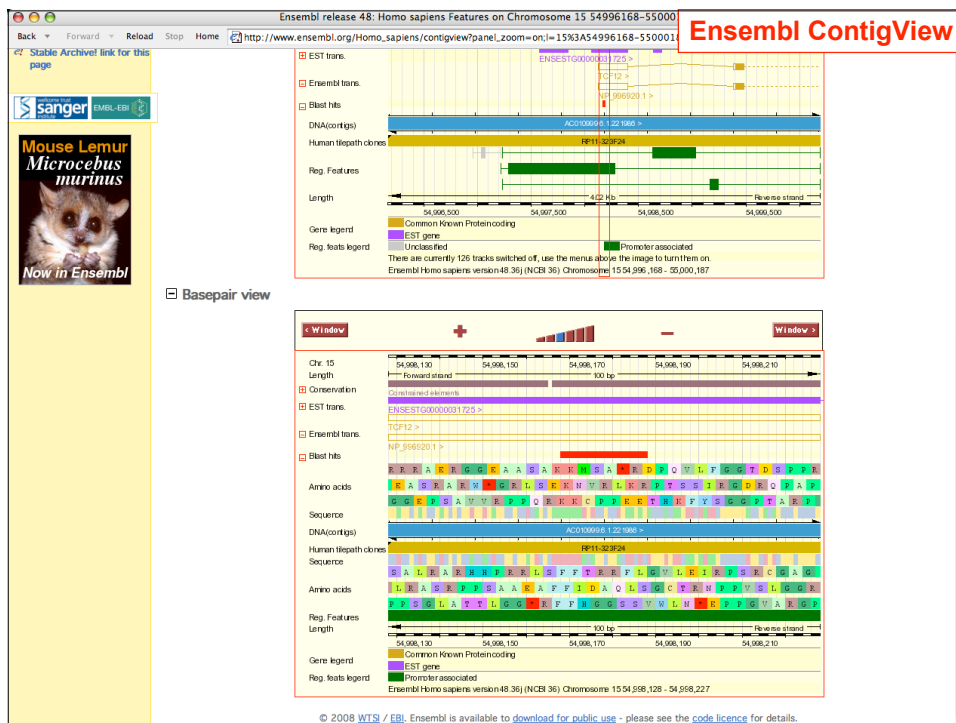 Ensembl release 48: Homo sapiens Features on Chromosome 15 54996168-55001
Ensembl ContigView
Back Forward Reload Stop Home http://www.ensembl.org/Homo_sapiens/contigview?panel_zoom=on;l=15%3A54996168-550018
Stable Archive! link for this
page
wellcome trust
sanger
institute
EMBL-EBI
Mouse Lemur
Microcebus
murinus
Now in Ensembl
EST trans.
ENSESTG00000031725 >
Ensembl trans.
TCF12 >
NP_996920.1 >
Blast hits
DNA(contigs) AC010999.6.1.221986 >
Human tilepath clones RP11-323F24
Reg. Features
Length 4.02 Kb Reverse strand
54,996,500 54,997,500 54,998,500 54,999,500
Gene legend
Common Known Protein coding
EST gene
Reg. feats legend Unclassified Promoter associated
There are currently 126 tracks switched off, use the menus above the image to turn them on.
Ensembl Homo sapiens version 48.36j (NCBI 36) Chromosome 15 54,996,168 - 55,000,187
Basepair view
< Window + − Window >
Chr. 15 54,998,130 54,998,150 54,998,170 54,998,190 54,998,210
Length Forward strand 100 bp
Conservation
Constrained elements
EST trans.
ENSESTG00000031725 >
Ensembl trans.
TCF12 >
NP_996920.1 >
Blast hits
R R R A E R G G E A A S A K K M S A * R D P Q V L F G G T D S P P R
Amino acids E A S R A R W * G R L S E K N V R L K R P T S S I R G D R Q P A P
G G E P S A V V R P P Q R K K C P P E E T H K F Y S G G P T A R P
Sequence
DNA(contigs) AC010999.6.1.221986 >
Human tilepath clones RP11-323F24
Sequence
S A L R A R H H P R R L S F F T R R F L G V L E I R P S R C G A G
Amino acids L R A S R P P S A A E A F F I D A Q L S G C T R N P P V S L G G R
P P S G L A T T L G G * R F F H G G S S V W L N * E P P G V A R G P
Reg. Features
Length 100 bp Reverse strand
54,998,130 54,998,150 54,998,170 54,998,190 54,998,210
Gene legend
Common Known Protein coding
EST gene
Reg. feats legend Promoter associated
Ensembl Homo sapiens version 48.36j (NCBI 36) Chromosome 15 54,998,128 - 54,998,227
© 2008 WTSI / EBI. Ensembl is available to download for public use - please see the code licence for details.